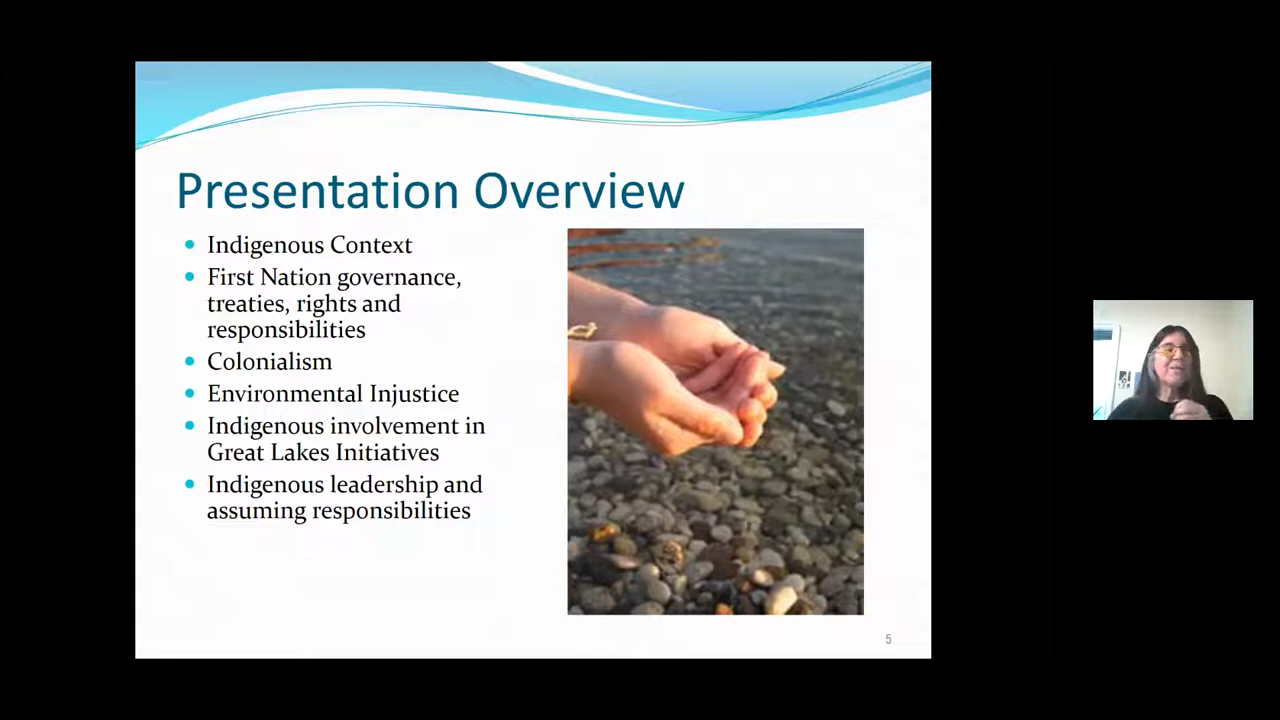 Presentation Overview
Indigenous Context
First Nation governance,
treaties, rights and
responsibilities
Colonialism
Environmental Injustice
Indigenous involvement in
Great Lakes Initiatives
Indigenous leadership and
assuming responsibilities
5